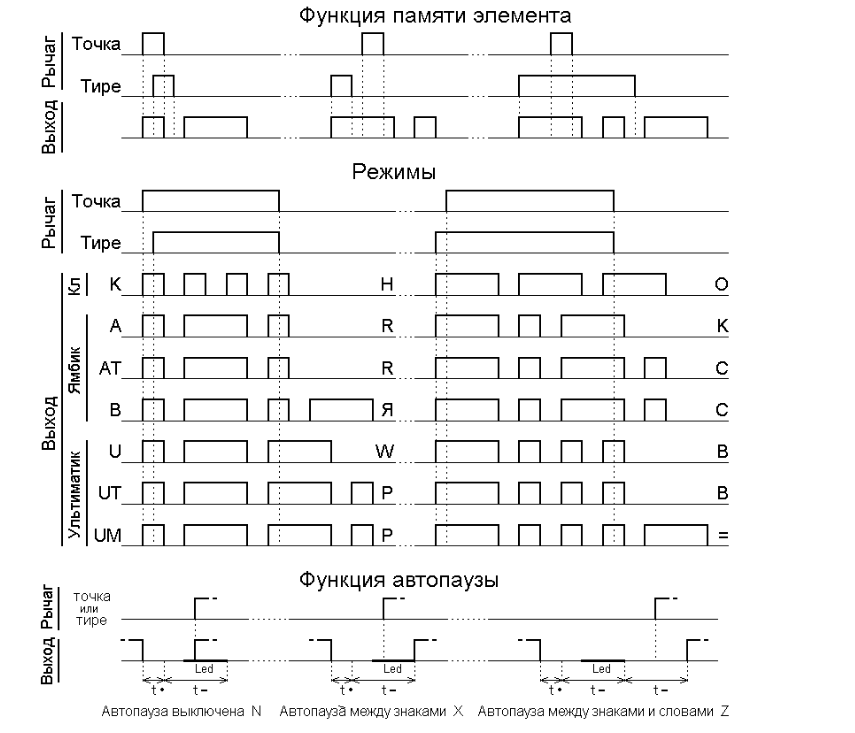 Функция памяти элемента
Рычаг
Точка
Тире
Выход
Режимы
Рычаг
Точка
Тире
Выход
Кл
K H O
Ямбик
A R K
AT R C
B Я C
Ультиматик
U W B
UT P B
UM P =
Функция автопаузы
Рычаг
точка
или
тире
Выход
Led Led Led
t• t– t• t– t• t– t–
Автопауза выключена N Автопауза между знаками X Автопауза между знаками и словами Z